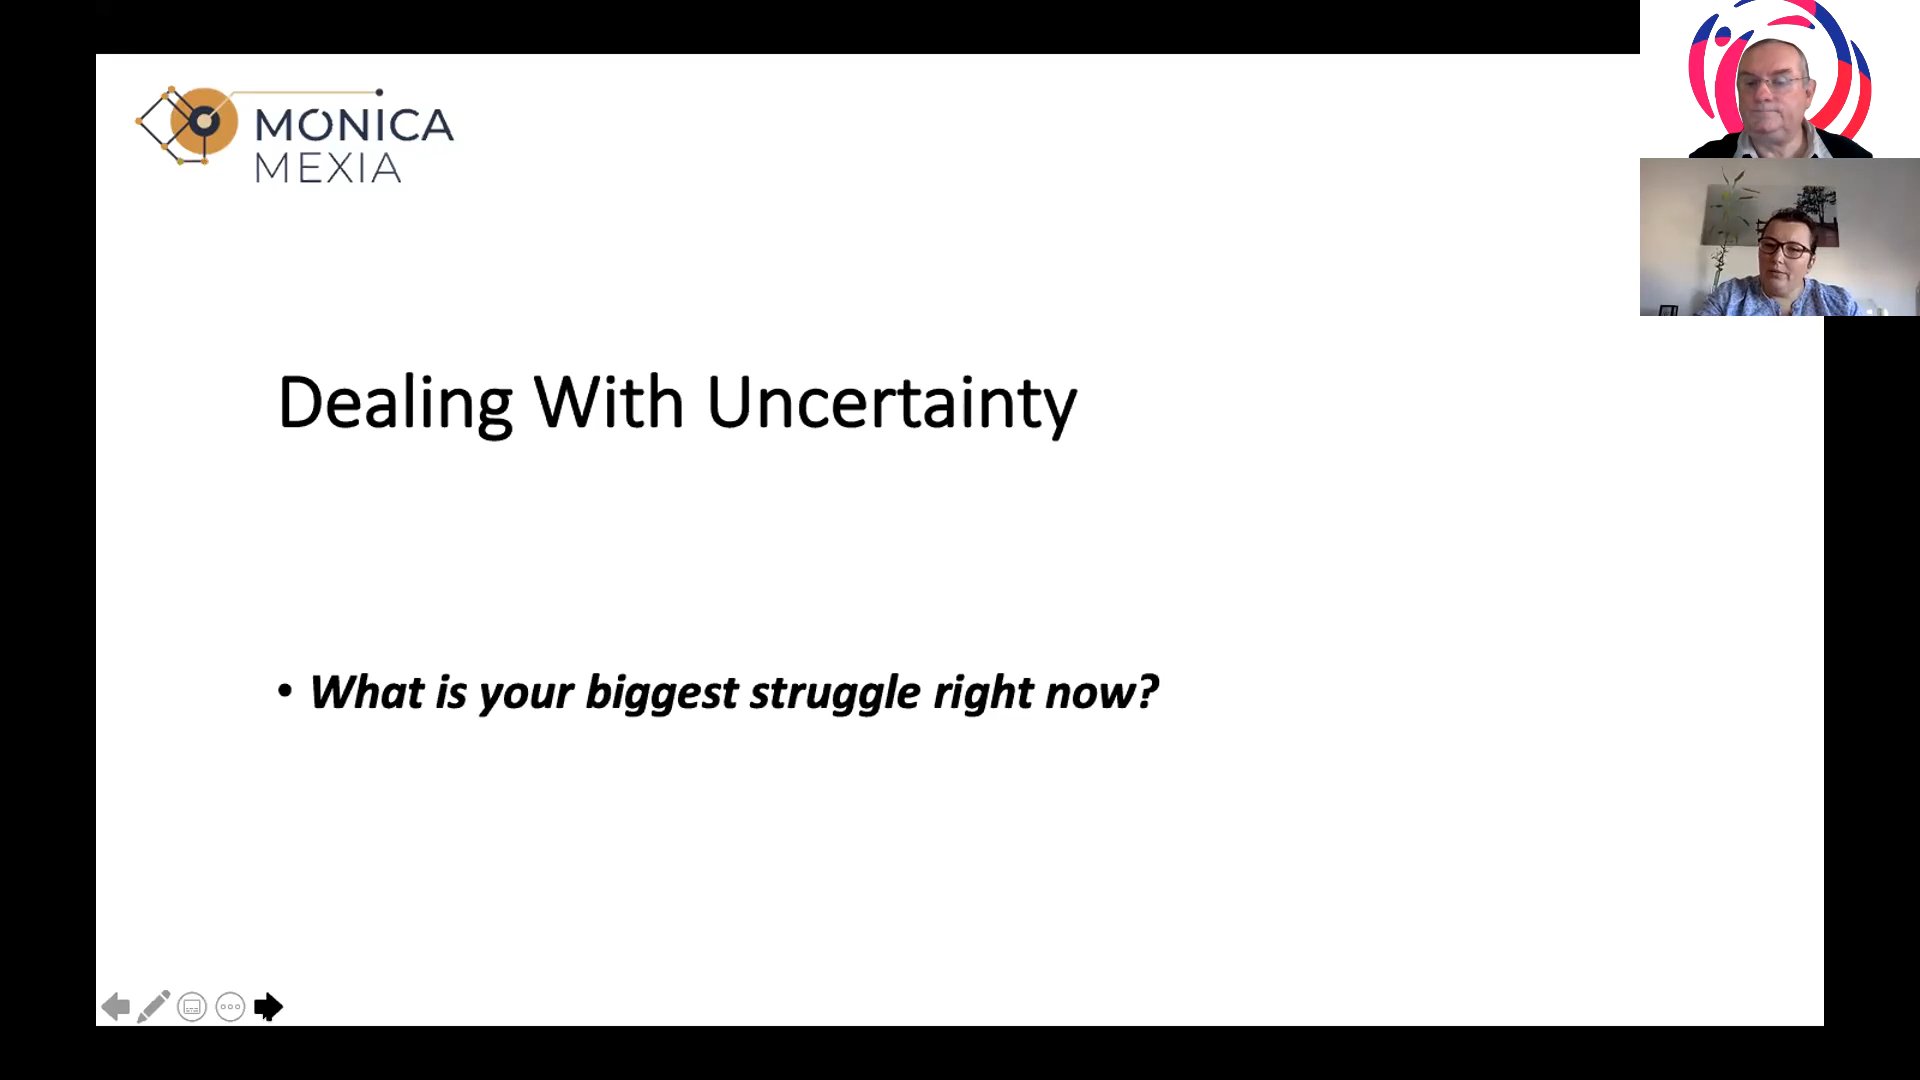 MONICA
MEXIA
Dealing With Uncertainty
• What is your biggest struggle right now?